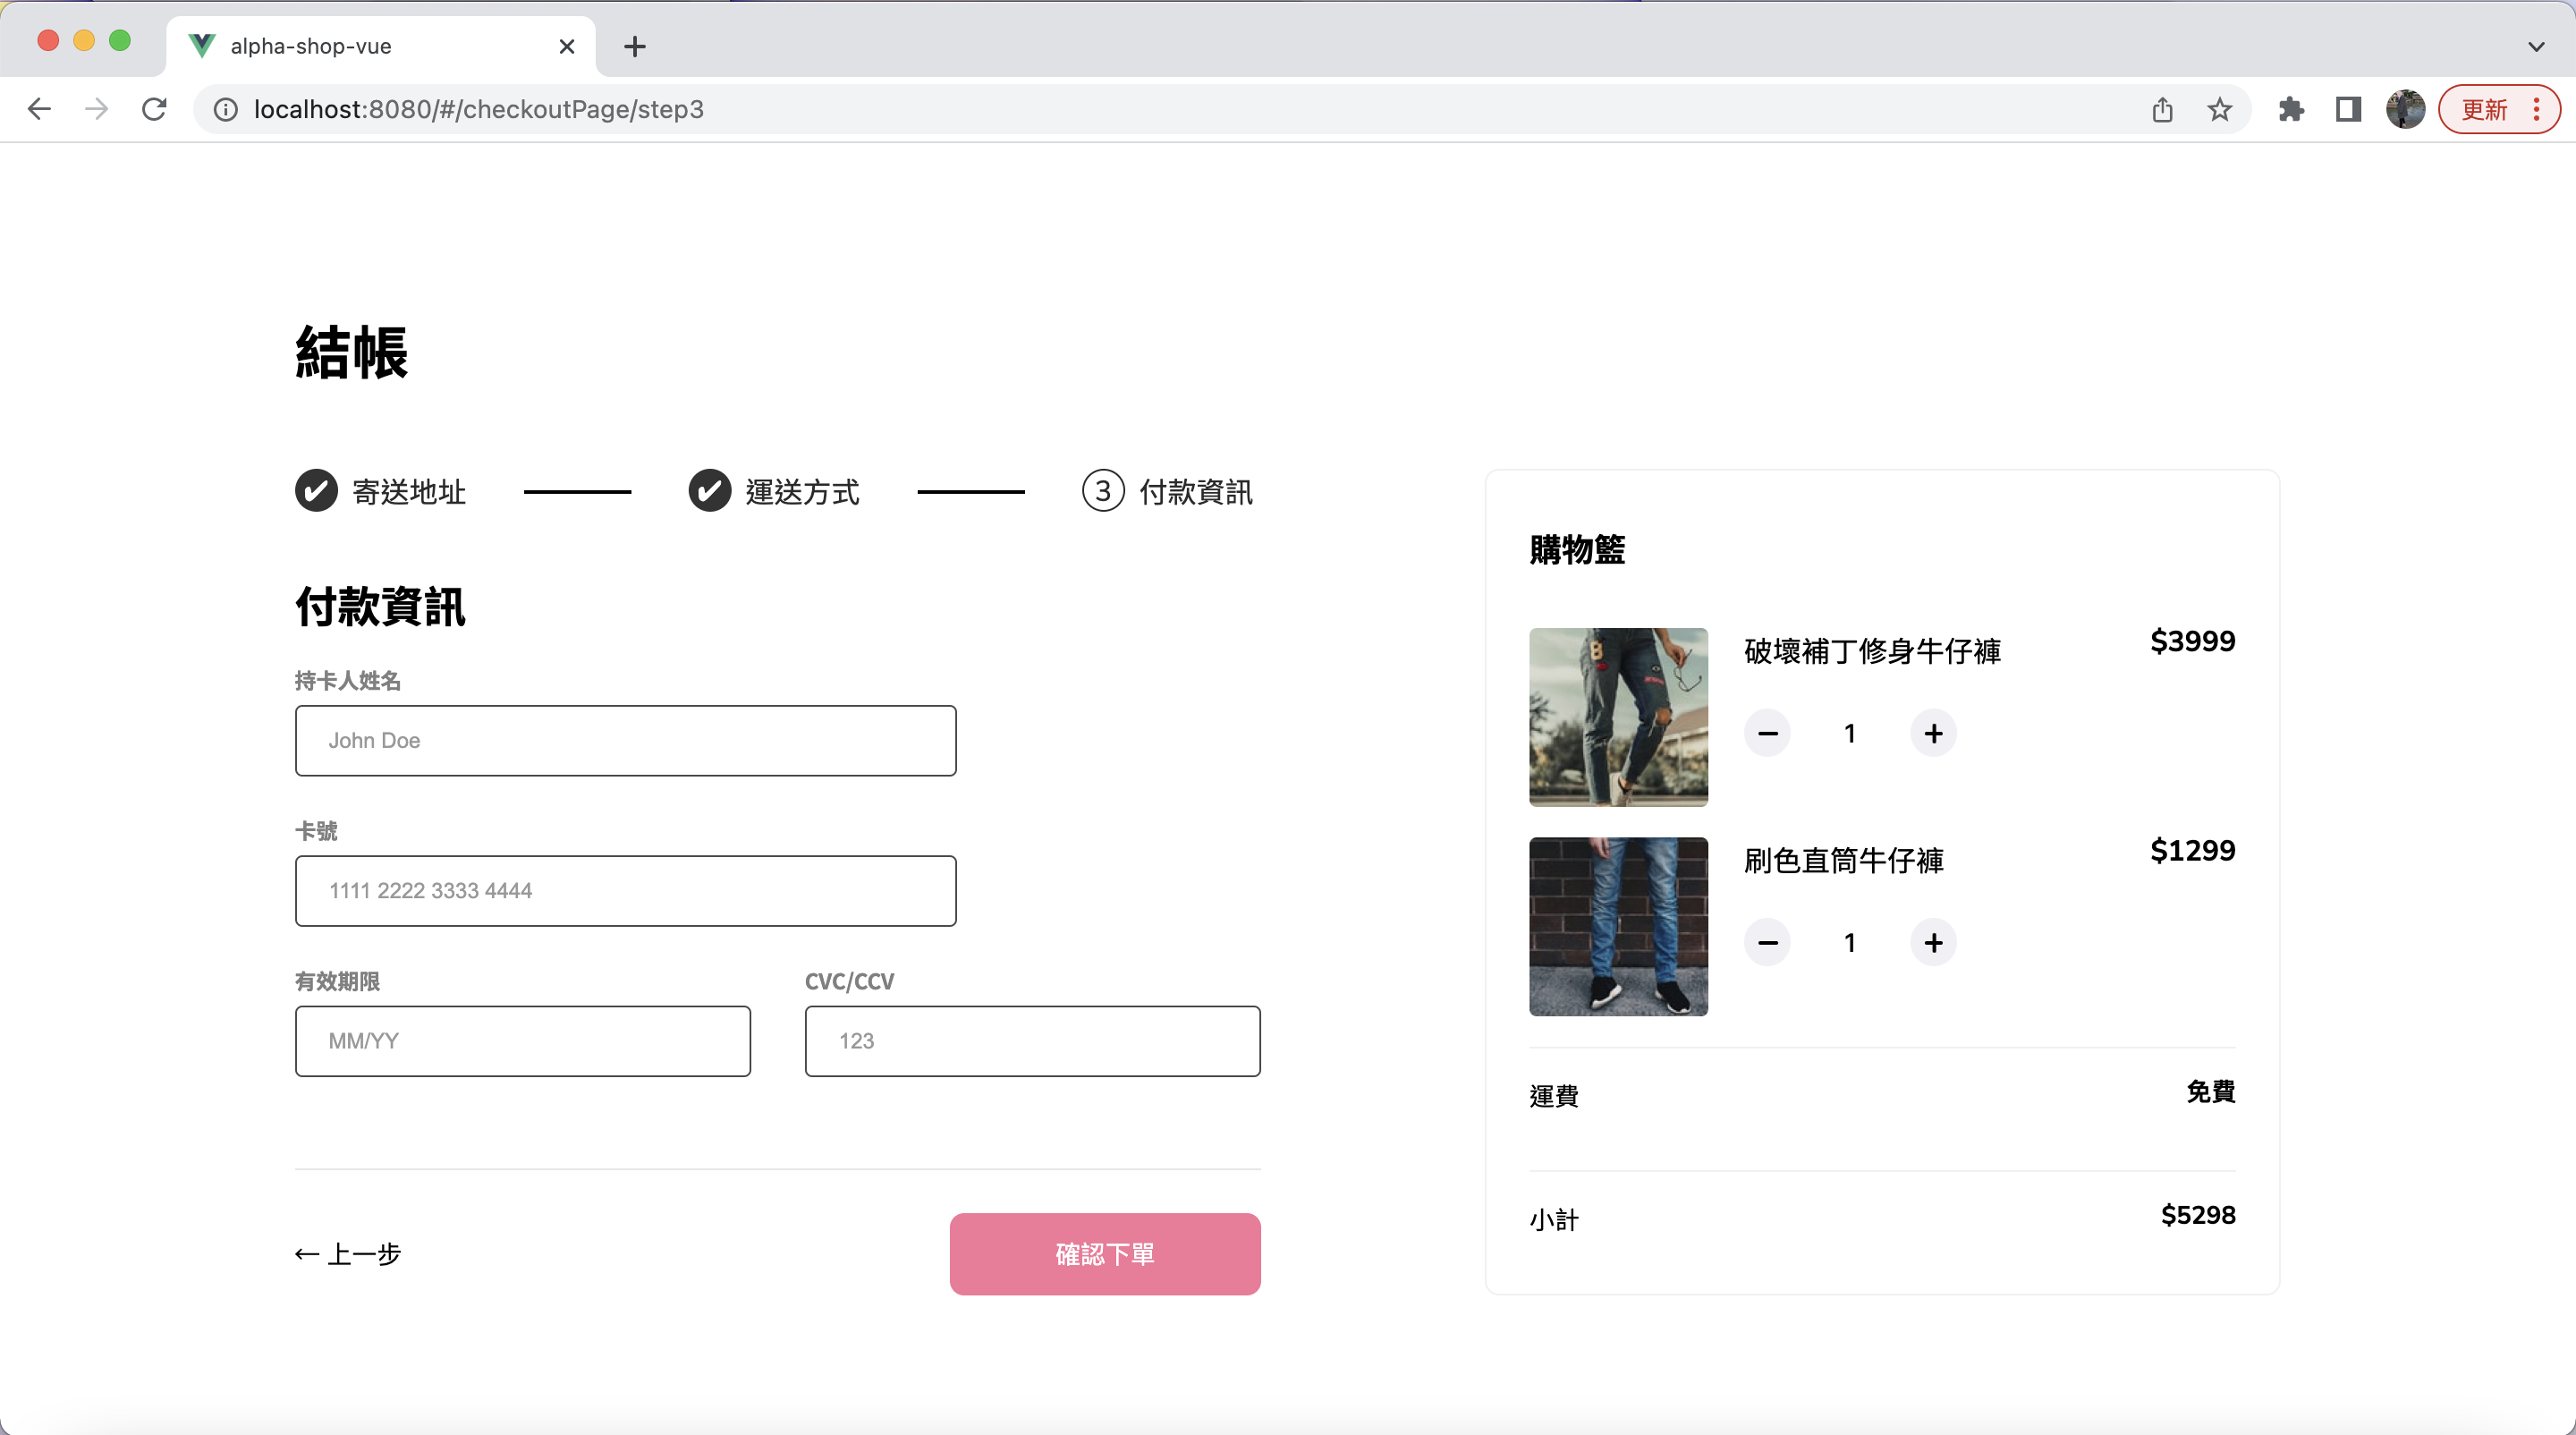 alpha-shop-vue
localhost:8080/#/checkoutPage/step3
更新
結帳
寄送地址
運送方式
3 付款資訊
付款資訊
持卡人姓名
John Doe
卡號
1111 2222 3333 4444
有效期限 CVC/CCV
MM/YY 123
← 上一步 確認下單
購物籃
破壞補丁修身牛仔褲 $3999
1
刷色直筒牛仔褲 $1299
1
運費 免費
小計 $5298